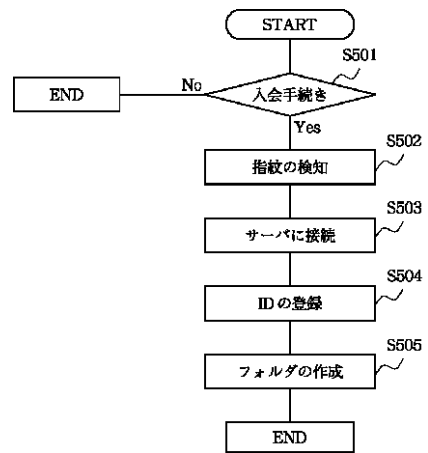 START
S501
入会手続き
No
END
Yes
S502
指紋の検知
S503
サーバに接続
S504
IDの登録
S505
フォルダの作成
END